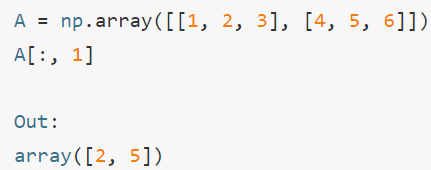 A = np.array([[1, 2, 3], [4, 5, 6]])
A[:, 1]
Out:
array([2, 5])